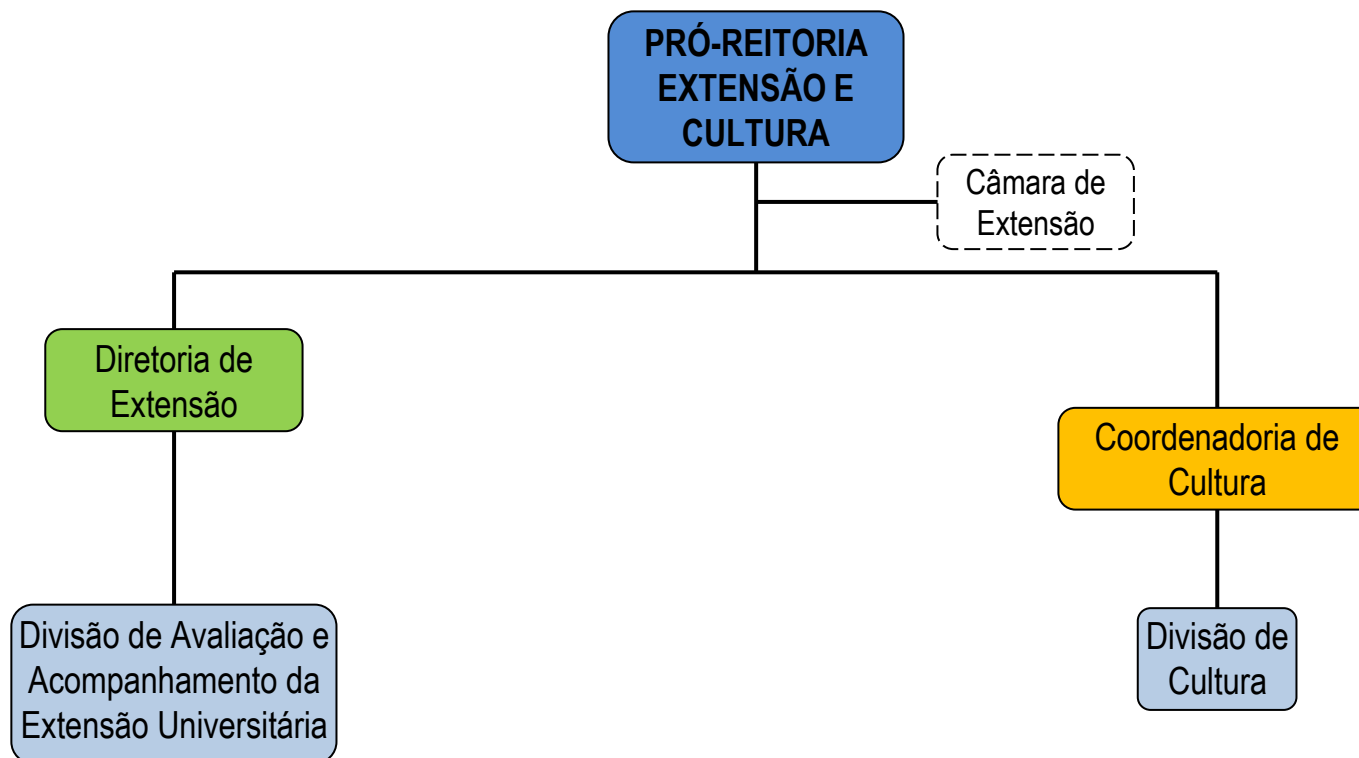 PRÓ-REITORIA
EXTENSÃO E
CULTURA
Câmara de
Extensão
Diretoria de
Extensão
Coordenadoria de
Cultura
Divisão de Avaliação e
Acompanhamento da
Extensão Universitária
Divisão de
Cultura